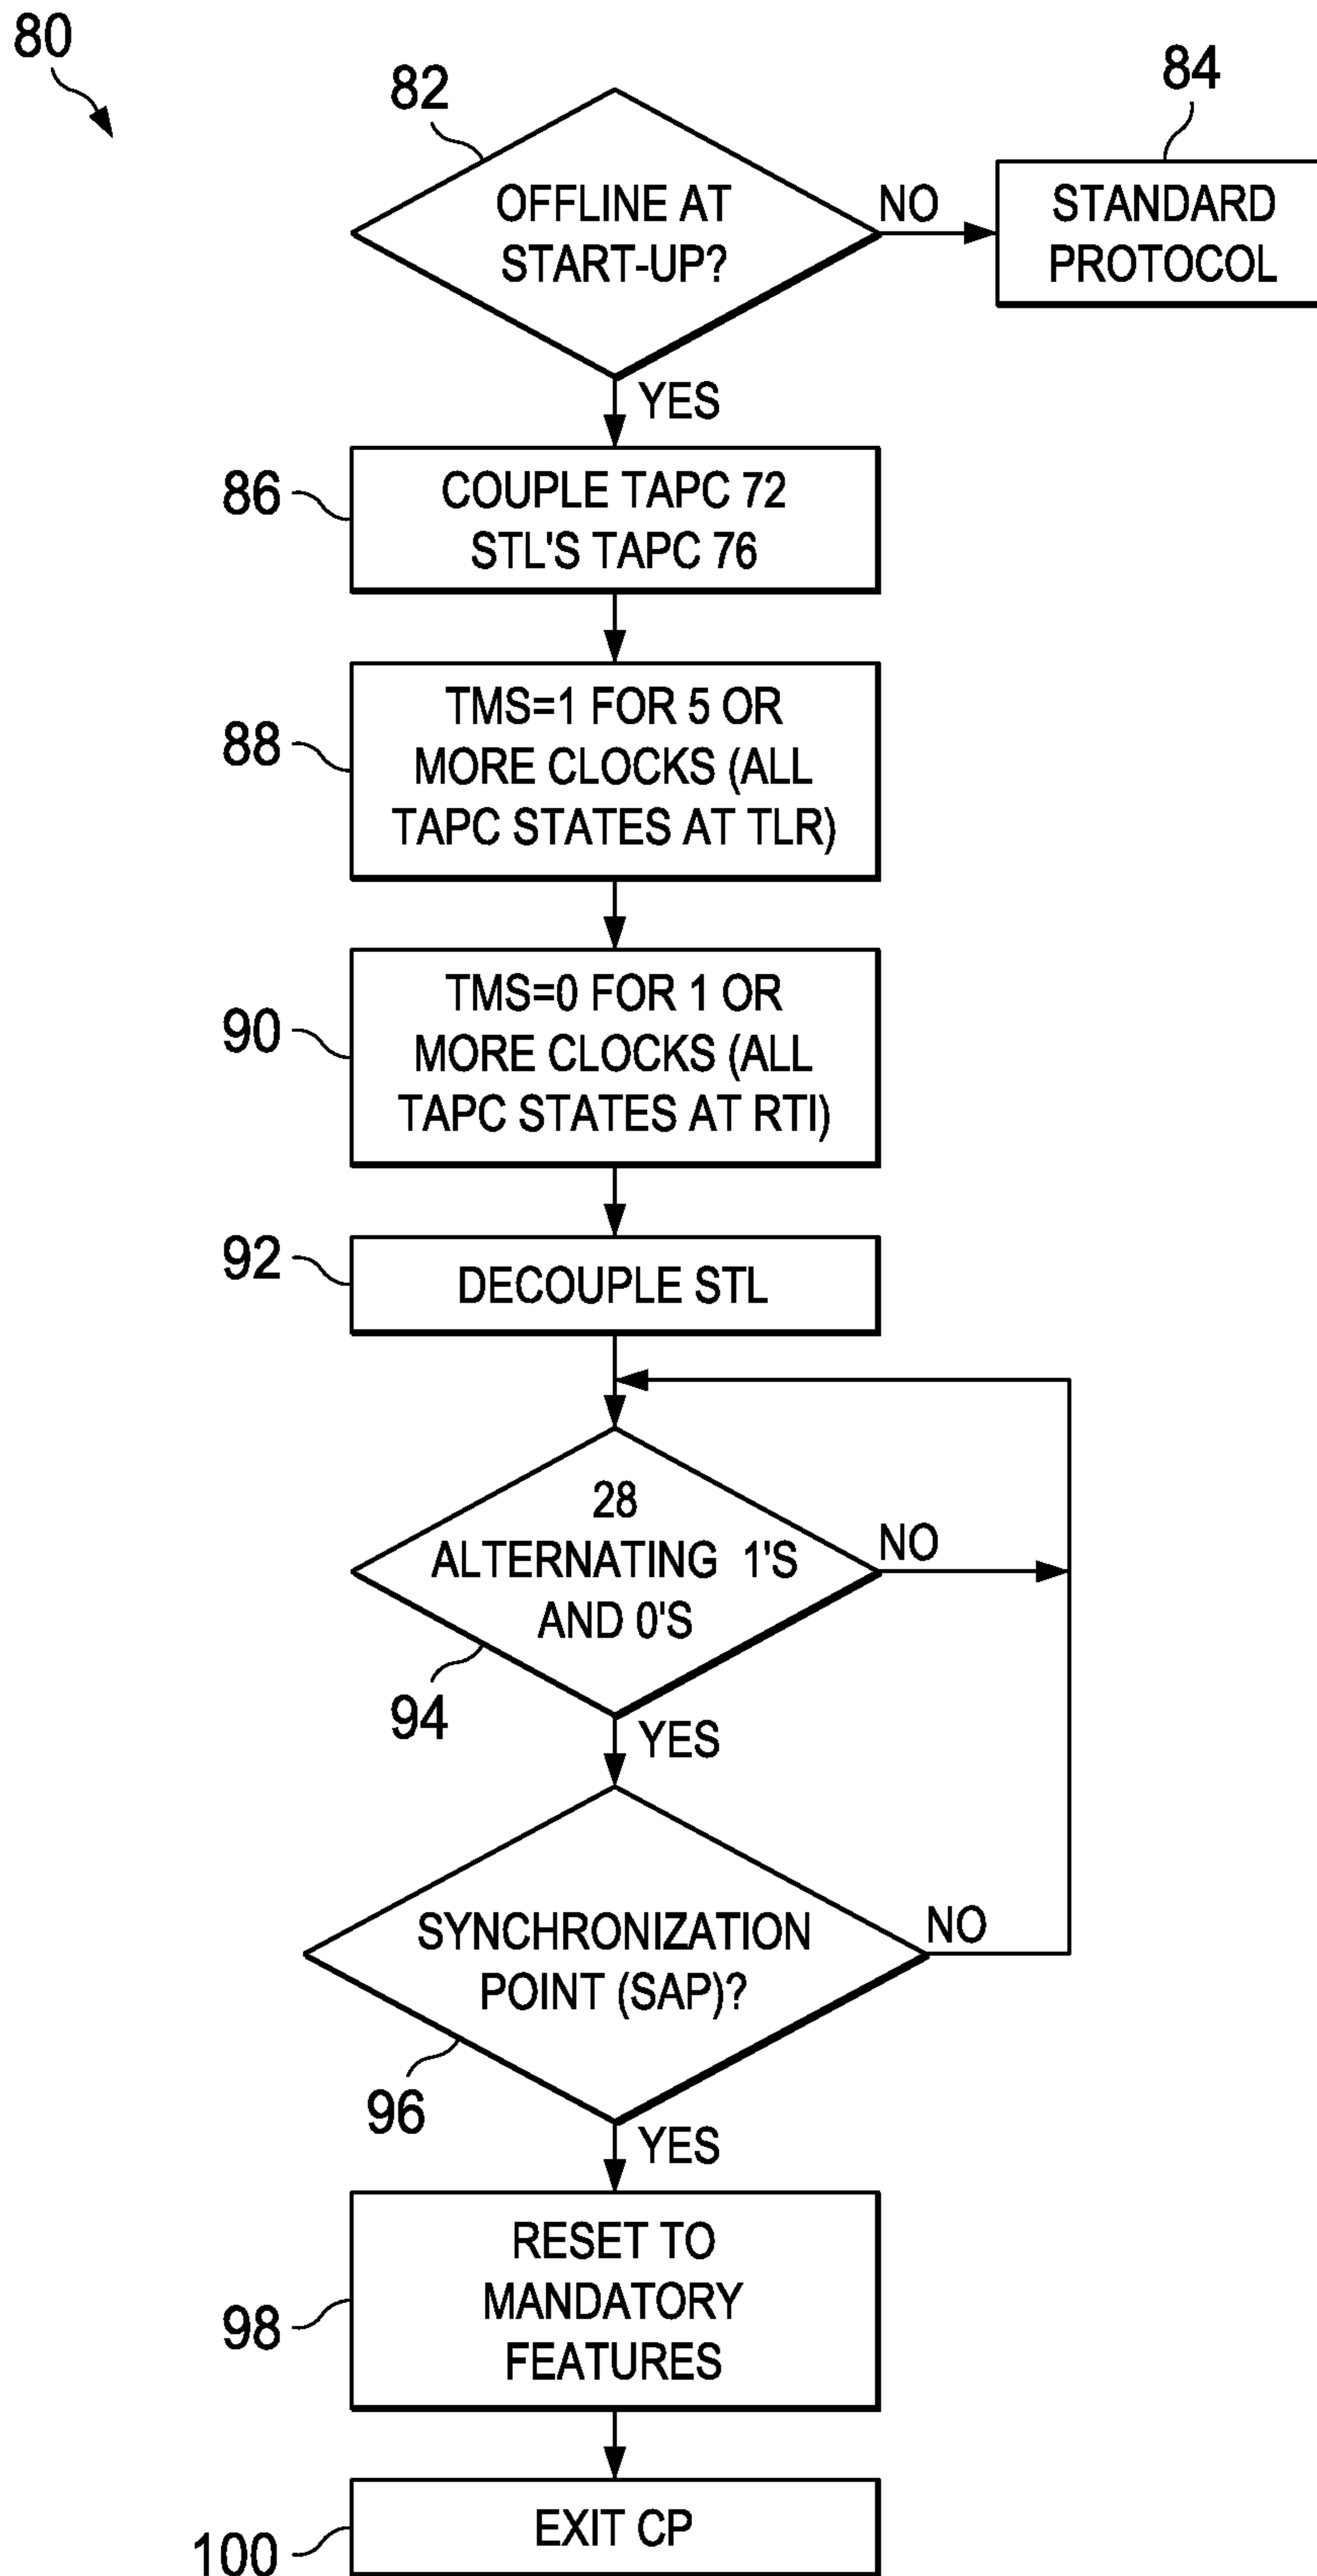 80
82
84
OFFLINE AT
START-UP?
NO
STANDARD
PROTOCOL
YES
86
COUPLE TAPC 72
STL'S TAPC 76
88
TMS=1 FOR 5 OR
MORE CLOCKS (ALL
TAPC STATES AT TLR)
90
TMS=0 FOR 1 OR
MORE CLOCKS (ALL
TAPC STATES AT RTI)
92
DECOUPLE STL
28
ALTERNATING 1'S
AND 0'S
NO
94
YES
SYNCHRONIZATION
POINT (SAP)?
NO
96
YES
98
RESET TO
MANDATORY
FEATURES
100
EXIT CP